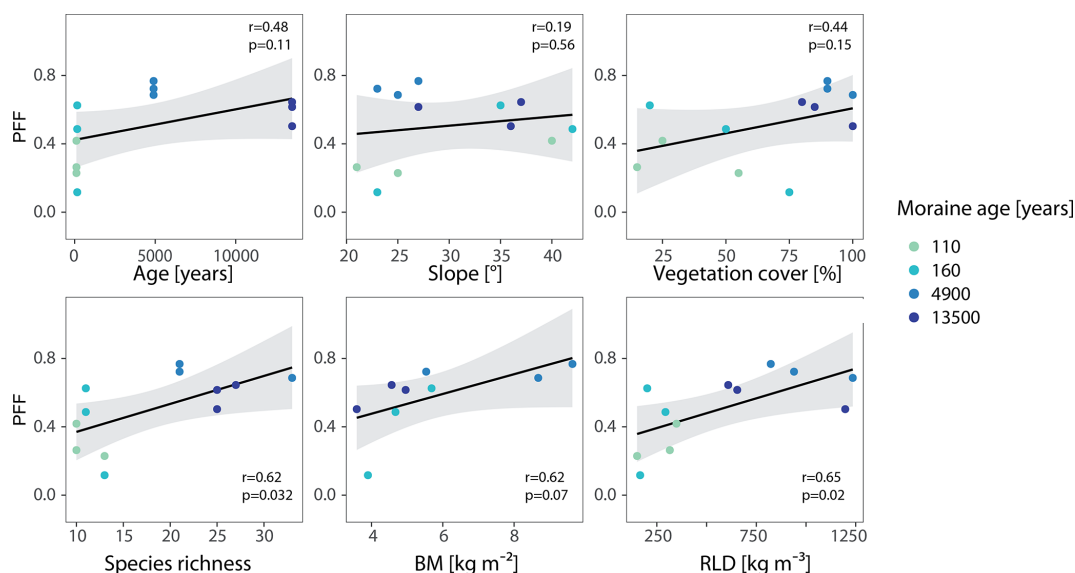 r=0.48
p=0.11
r=0.19
p=0.56
r=0.44
p=0.15
PFF
0.8
0.4
0.0
0 5000 10000
20 25 30 35 40
25 50 75 100
Age [years]
Slope [°]
Vegetation cover [%]
Moraine age [years]
110
160
4900
13500
PFF
0.8
0.4
0.0
r=0.62
p=0.032
r=0.62
p=0.07
r=0.65
p=0.02
10 15 20 25 30
4 6 8
250 750 1250
Species richness
BM [kg m⁻²]
RLD [kg m⁻³]